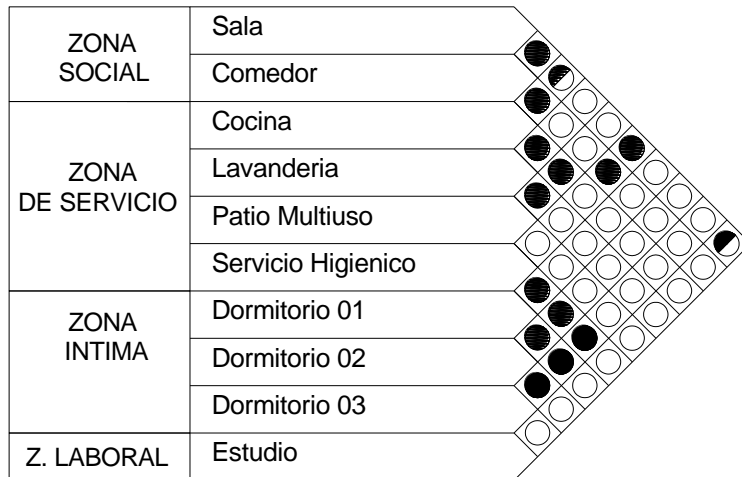 ZONA
SOCIAL
Sala
Comedor
ZONA
DE SERVICIO
Cocina
Lavanderia
Patio Multiuso
Servicio Higienico
ZONA
INTIMA
Dormitorio 01
Dormitorio 02
Dormitorio 03
Z. LABORAL
Estudio